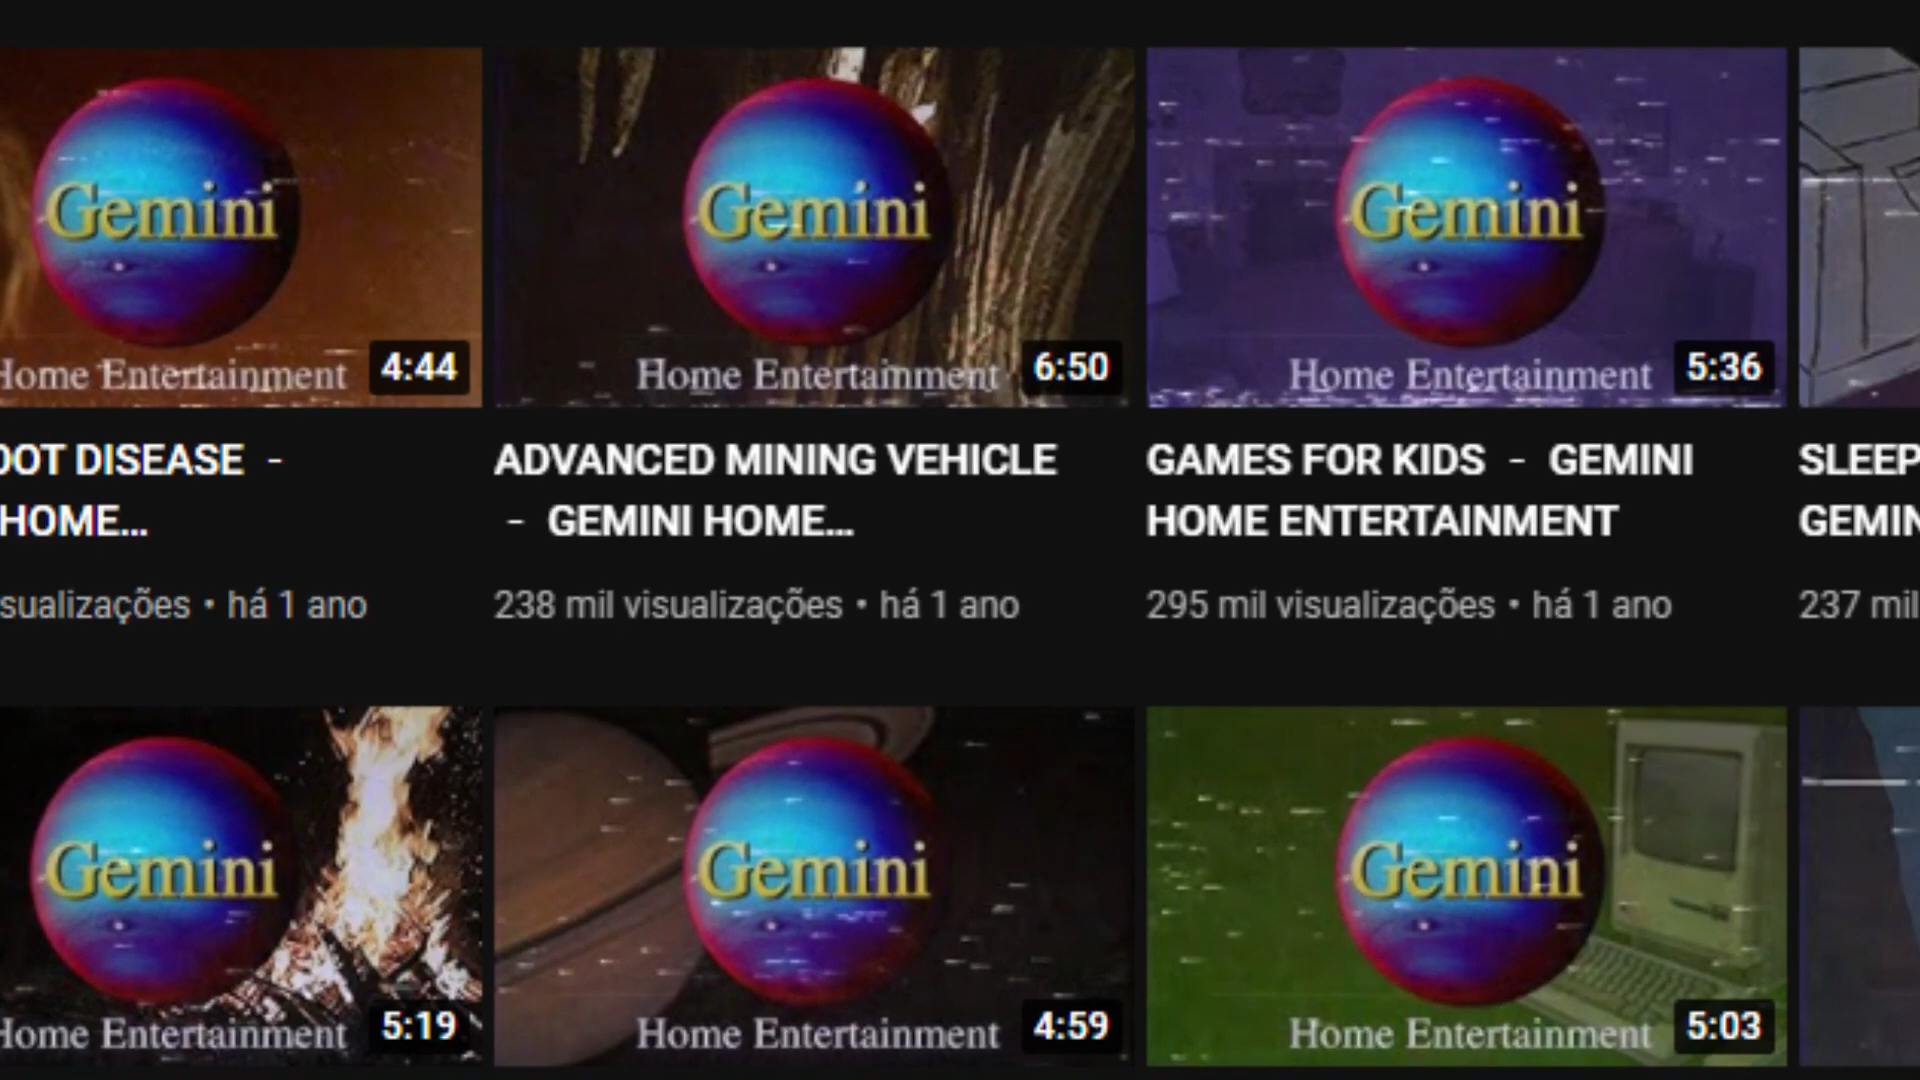 Gemini
Home Entertainment
4:44
Gemini
Home Entertainment
6:50
Gemini
Home Entertainment
5:36
DISEASE -
HOME...
há 1 ano
ADVANCED MINING VEHICLE
- GEMINI HOME...
238 mil visualizações • há 1 ano
GAMES FOR KIDS - GEMINI
HOME ENTERTAINMENT
295 mil visualizações • há 1 ano
SLEEP
GEMIN
237 mil
Gemini
Home Entertainment
5:19
Gemini
Home Entertainment
4:59
Gemini
Home Entertainment
5:03